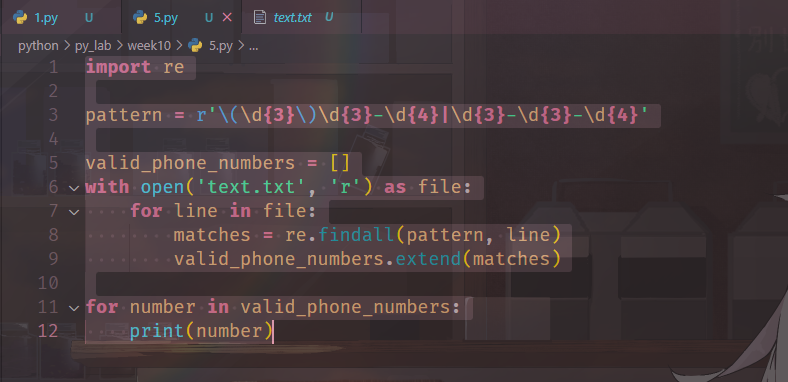 1.py U 5.py U × text.txt U
python > py_lab > week10 > 5.py > ...
1 import re
2
3 pattern = r'\(\d{3}\)\d{3}-\d{4}|\d{3}-\d{3}-\d{4}'
4
5 valid_phone_numbers = []
6 with open('text.txt', 'r') as file:
7     for line in file:
8         matches = re.findall(pattern, line)
9         valid_phone_numbers.extend(matches)
10
11 for number in valid_phone_numbers:
12     print(number)